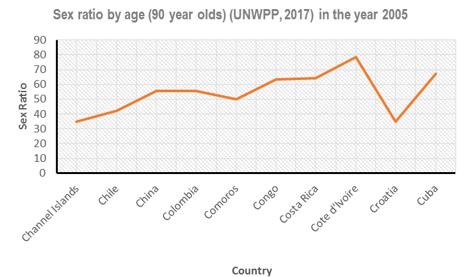 Sex ratio by age (90 year olds) (UNWPP, 2017) in the year 2005
90
80
70
60
50
40
30
20
10
0
Sex Ratio
Channel Islands
Chile
China
Colombia
Comoros
Congo
Costa Rica
Cote d'Ivoire
Croatia
Cuba
Country